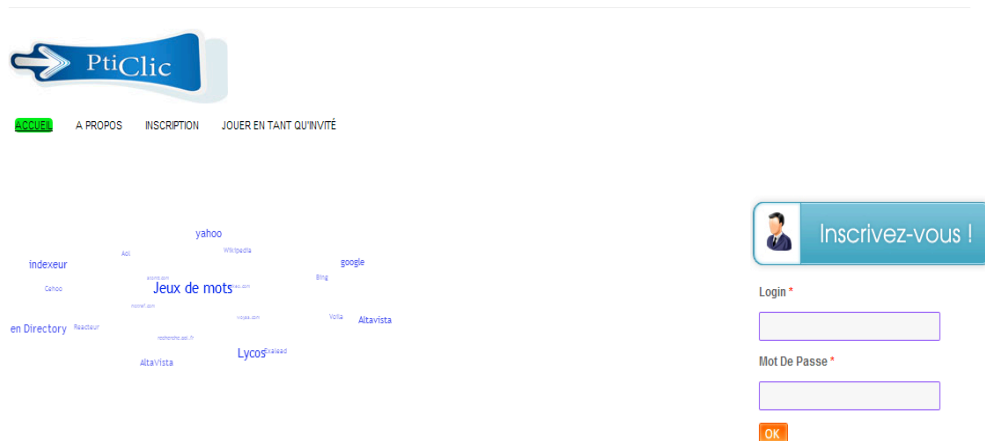 PtiClic
ACCUEIL A PROPOS INSCRIPTION JOUER EN TANT QU'INVITÉ
Inscrivez-vous !
yahoo
Aol Wikipedia
indexeur google
Bing
Jeux de mots
Voila Altavista
en Directory Reacteur
Lycos Exalead
AltaVista
Login *
Mot De Passe *
OK